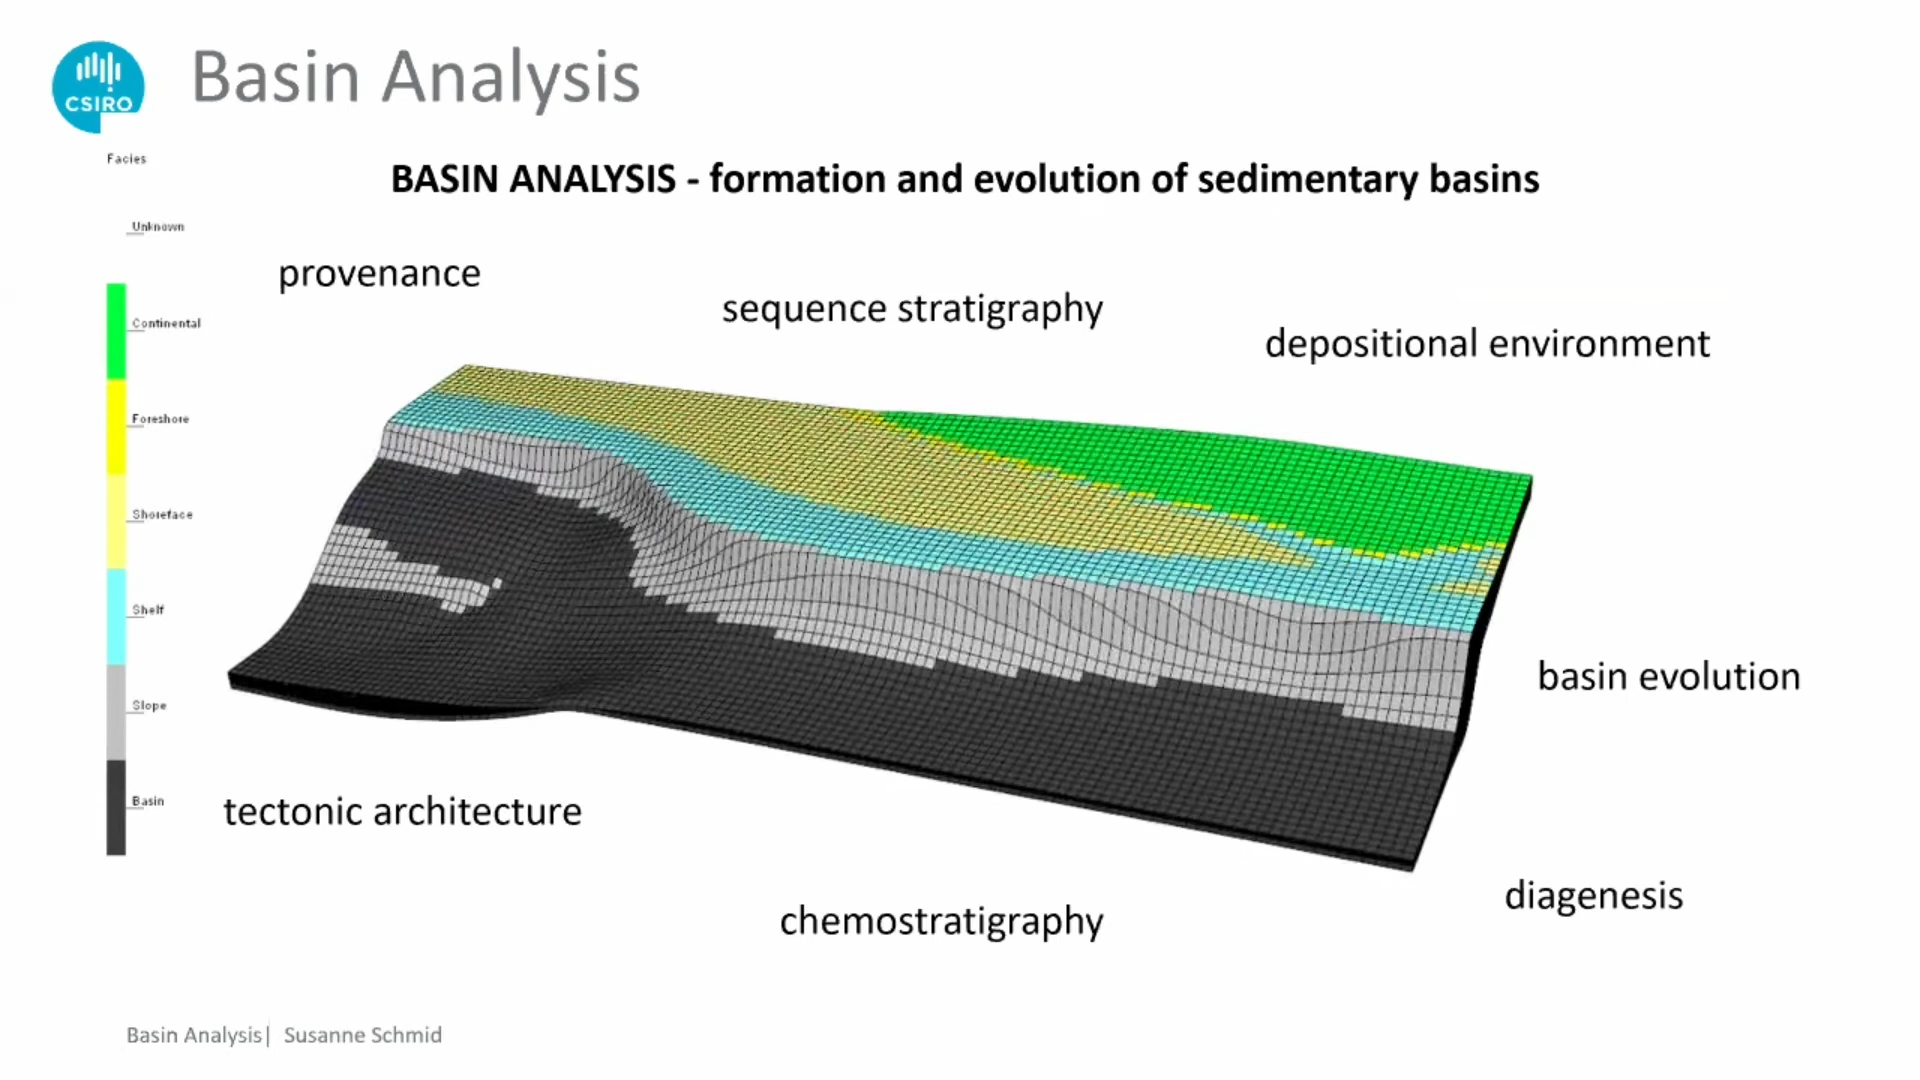 CSIRO
Basin Analysis
Facies
BASIN ANALYSIS - formation and evolution of sedimentary basins
Unknown
provenance
sequence stratigraphy
Continental
depositional environment
Foreshore
Shoreface
Shelf
basin evolution
Slope
Basin
tectonic architecture
diagenesis
chemostratigraphy
Basin Analysis| Susanne Schmid